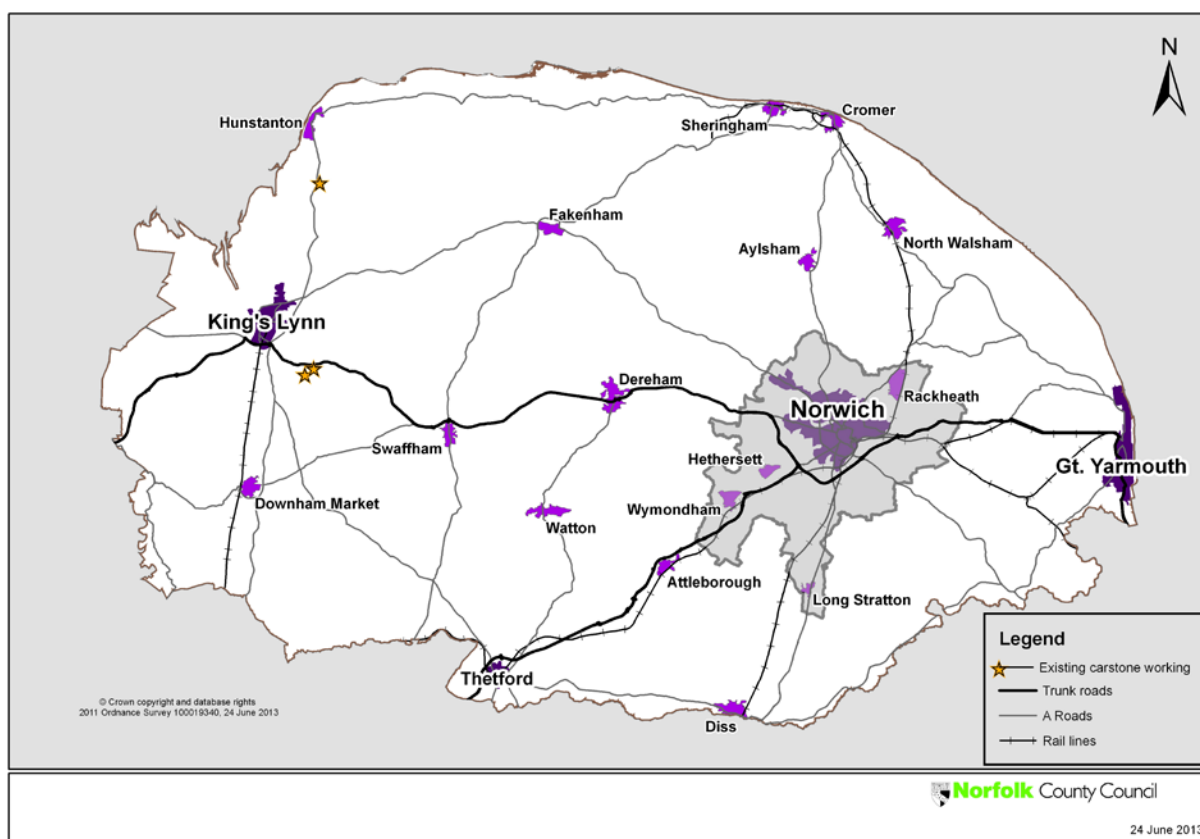 N
Hunstanton
Sheringham
Cromer
Fakenham
Aylsham
North Walsham
King's Lynn
Dereham
Norwich
Rackheath
Swaffham
Hethersett
Gt. Yarmouth
Downham Market
Wymondham
Watton
Attleborough
Long Stratton
Thetford
Diss
Legend
Existing carstone working
Trunk roads
A Roads
Rail lines
© Crown copyright and database rights
2011 Ordnance Survey 100019340, 24 June 2013
Norfolk County Council
24 June 2013